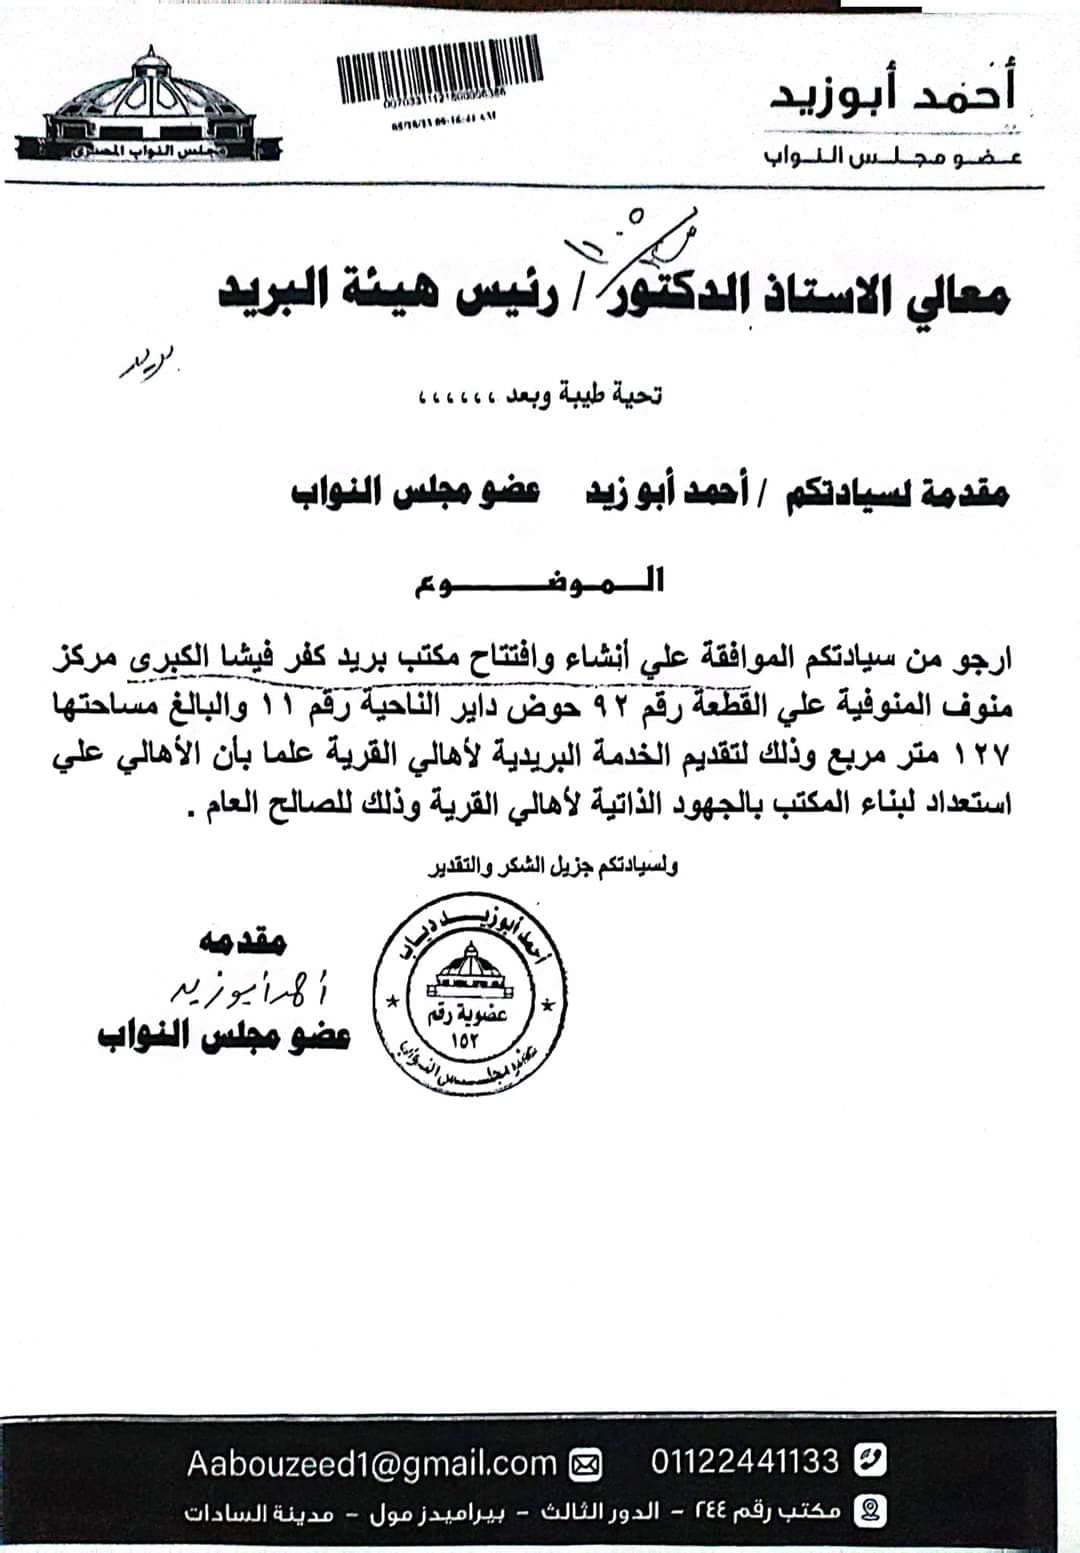 أحمد أبوزيد
عضو مجلس النواب
مجلس النواب المصري
معالي الاستاذ الدكتور / رئيس هيئة البريد
بريد
تحية طيبة وبعد ،،،،،،
مقدمة لسيادتكم / أحمد أبو زيد عضو مجلس النواب
الموضوع
ارجو من سيادتكم الموافقة علي أنشاء وافتتاح مكتب بريد كفر فيشا الكبرى مركز
منوف المنوفية علي القطعة رقم ٩٢ حوض داير الناحية رقم ١١ والبالغ مساحتها
١٢٧ متر مربع وذلك لتقديم الخدمة البريدية لأهالي القرية علما بأن الأهالي علي
استعداد لبناء المكتب بالجهود الذاتية لأهالي القرية وذلك للصالح العام .
ولسيادتكم جزيل الشكر والتقدير
أحمد أبوزيد دياب
عضوية رقم
١٥٢
مجلس النواب
مقدمه
أحمد أبو زيد
عضو مجلس النواب
01122441133
Aabouzeed1@gmail.com
مكتب رقم ٢٤٤ - الدور الثالث - بيراميدز مول - مدينة السادات